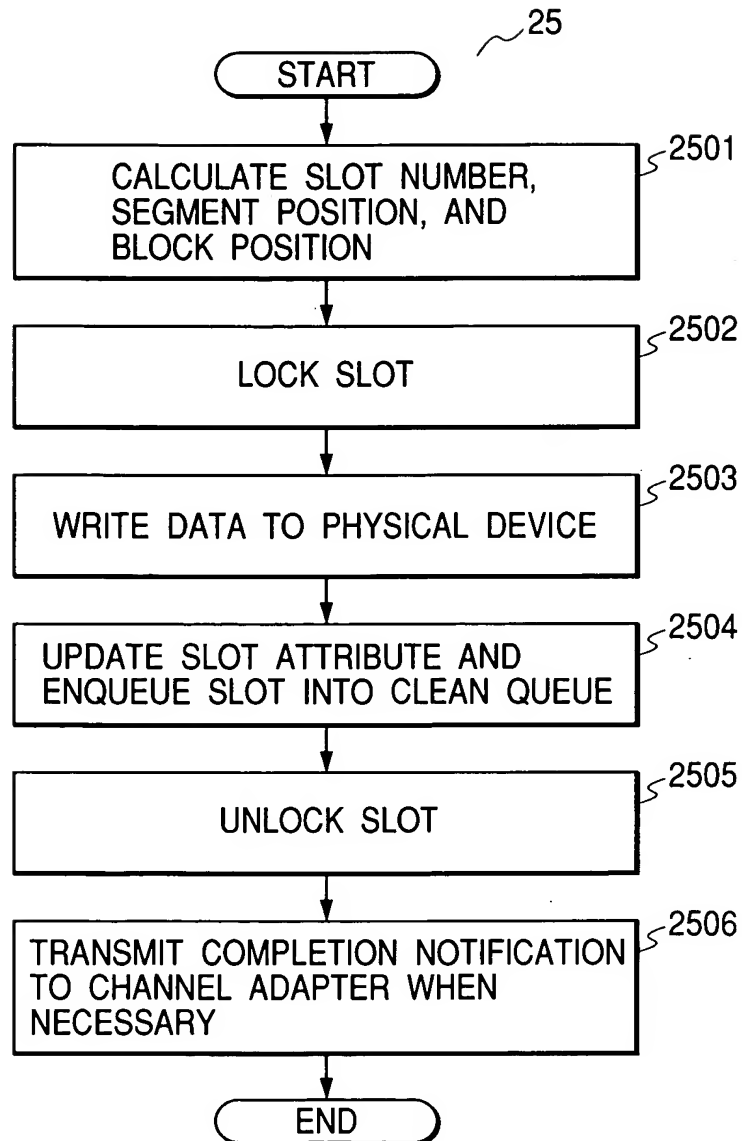 25
START
2501
CALCULATE SLOT NUMBER,
SEGMENT POSITION, AND
BLOCK POSITION
2502
LOCK SLOT
2503
WRITE DATA TO PHYSICAL DEVICE
2504
UPDATE SLOT ATTRIBUTE AND
ENQUEUE SLOT INTO CLEAN QUEUE
2505
UNLOCK SLOT
2506
TRANSMIT COMPLETION NOTIFICATION
TO CHANNEL ADAPTER WHEN
NECESSARY
END